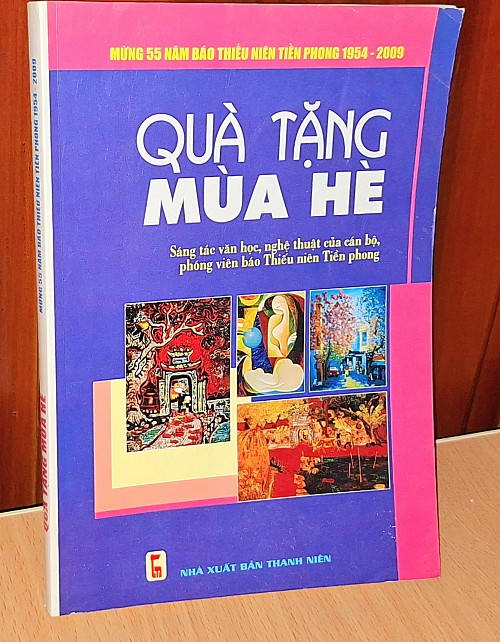 MỪNG 55 NĂM BÁO THIẾU NIÊN TIỀN PHONG 1954 - 2009
QUÀ TẶNG
MÙA HÈ
Sáng tác văn học, nghệ thuật của cán bộ,
phóng viên báo Thiếu niên Tiền phong
NHÀ XUẤT BẢN THANH NIÊN
MỪNG 55 NĂM BÁO THIẾU NIÊN TIỀN PHONG 1954 - 2009
QUÀ TẶNG MÙA HÈ